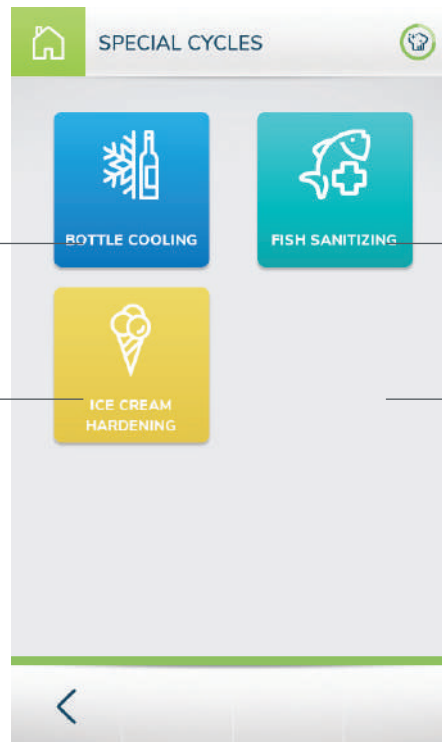 SPECIAL CYCLES
BOTTLE COOLING
FISH SANITIZING
ICE CREAM
HARDENING